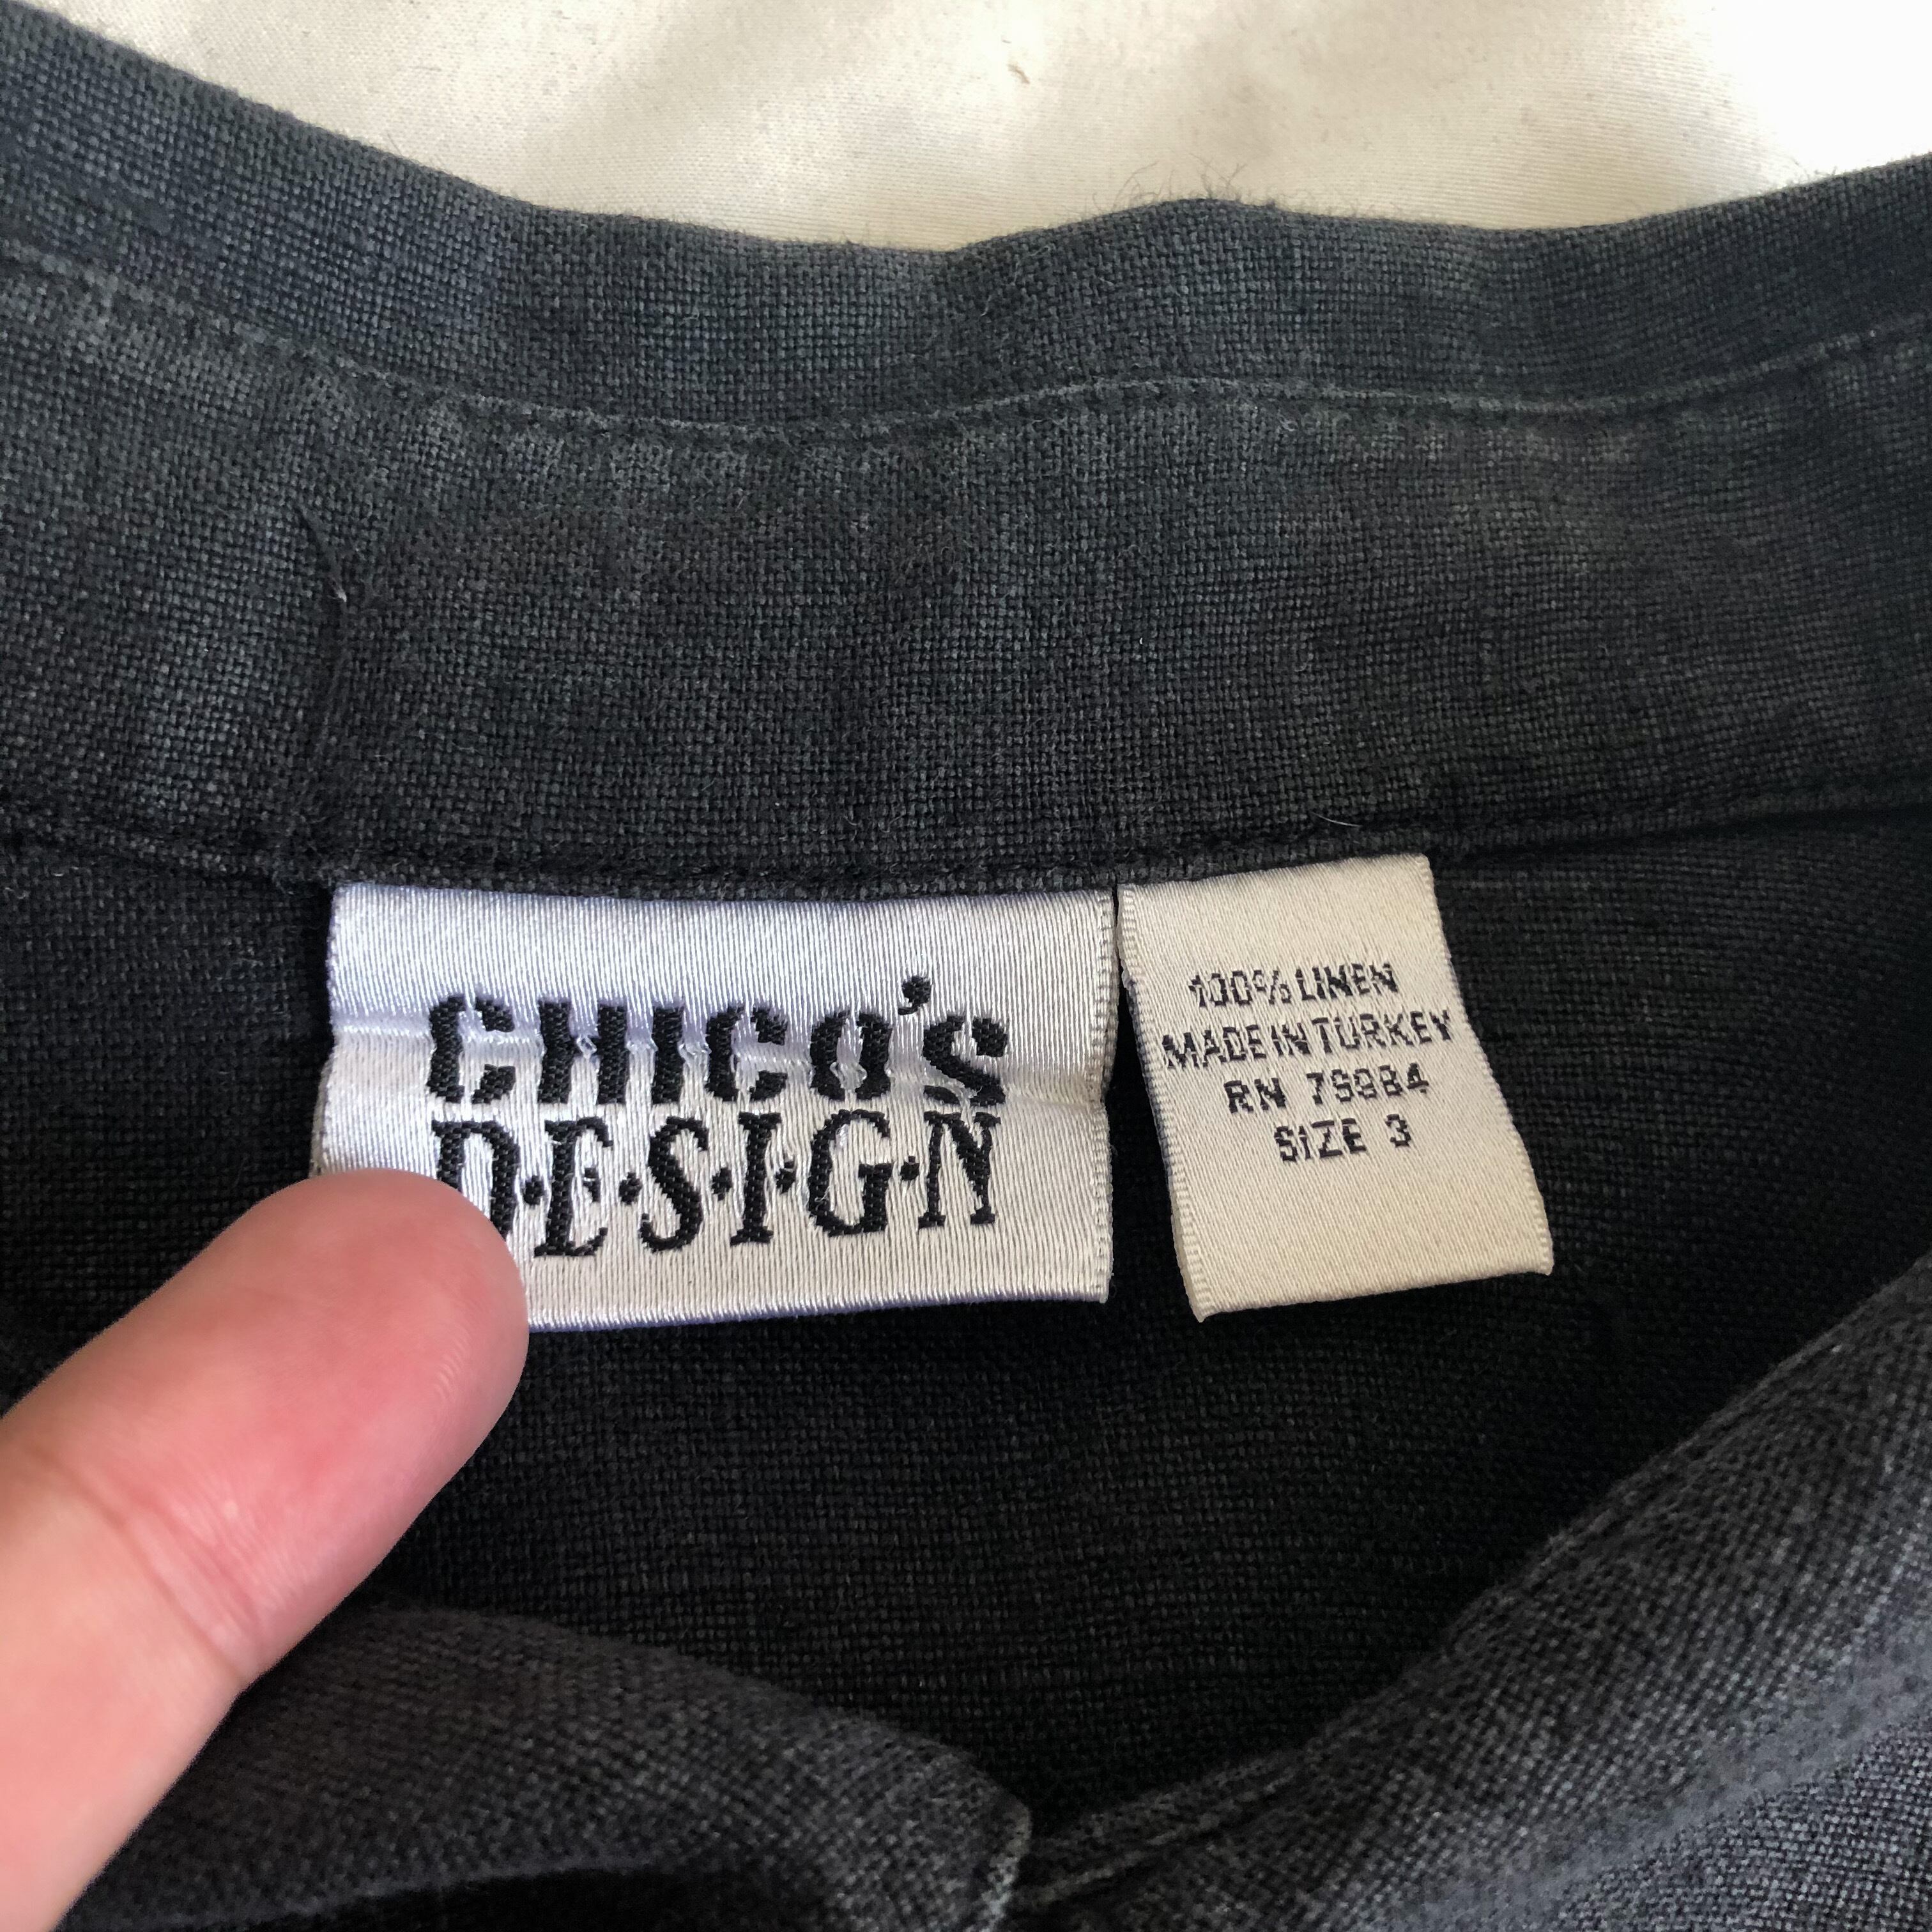 CHICO'S
D·E·S·I·G·N
100% LINEN
MADE IN TURKEY
RN 79984
SIZE 3